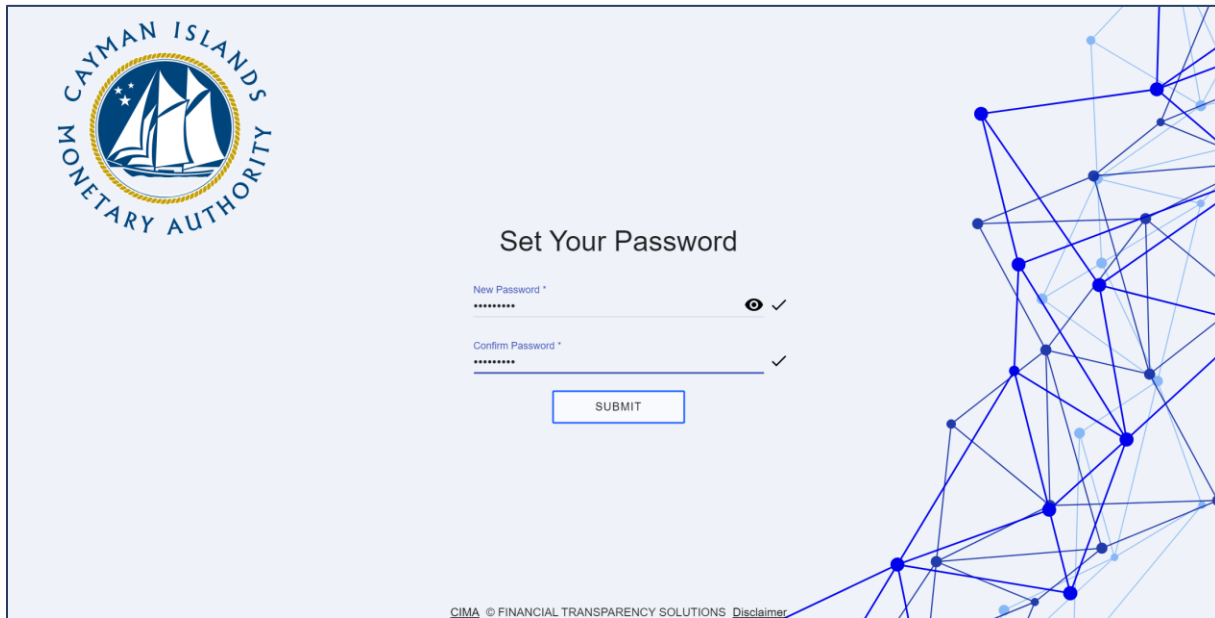 CAYMAN ISLANDS
MONETARY AUTHORITY
Set Your Password
New Password *
•••••••••
Confirm Password *
•••••••••
SUBMIT
CIMA © FINANCIAL TRANSPARENCY SOLUTIONS Disclaimer